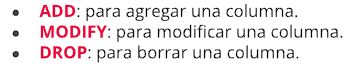 • ADD: para agregar una columna.
• MODIFY: para modificar una columna.
• DROP: para borrar una columna.